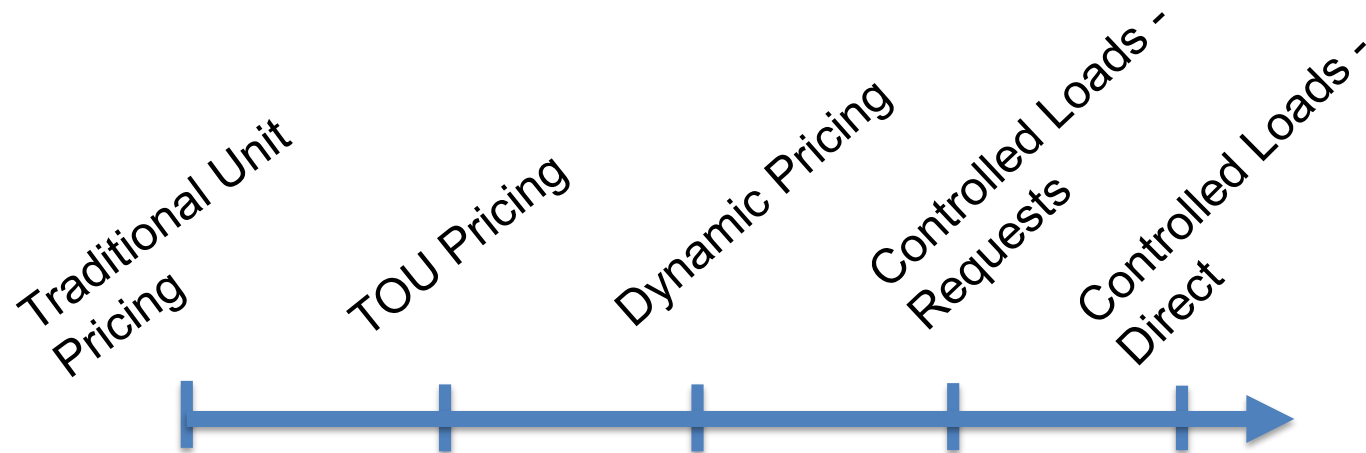 Traditional Unit
Pricing
TOU Pricing
Dynamic Pricing
Controlled Loads -
Requests
Controlled Loads -
Direct